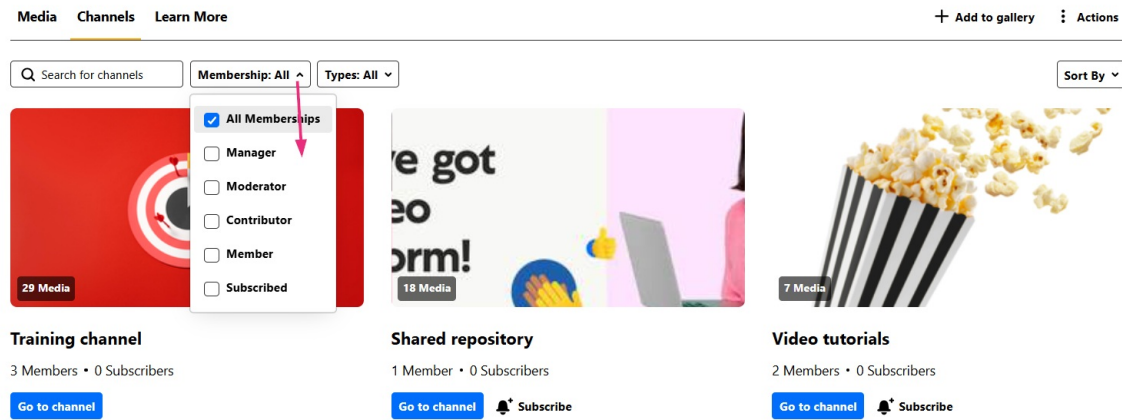 Media Channels Learn More
Add to gallery Actions
Search for channels Membership: All Types: All
Sort By
All Memberships
Manager
Moderator
Contributor
Member
Subscribed
29 Media
got
orm!
18 Media
7 Media
Training channel
3 Members • 0 Subscribers
Go to channel
Shared repository
1 Member • 0 Subscribers
Go to channel Subscribe
Video tutorials
2 Members • 0 Subscribers
Go to channel Subscribe